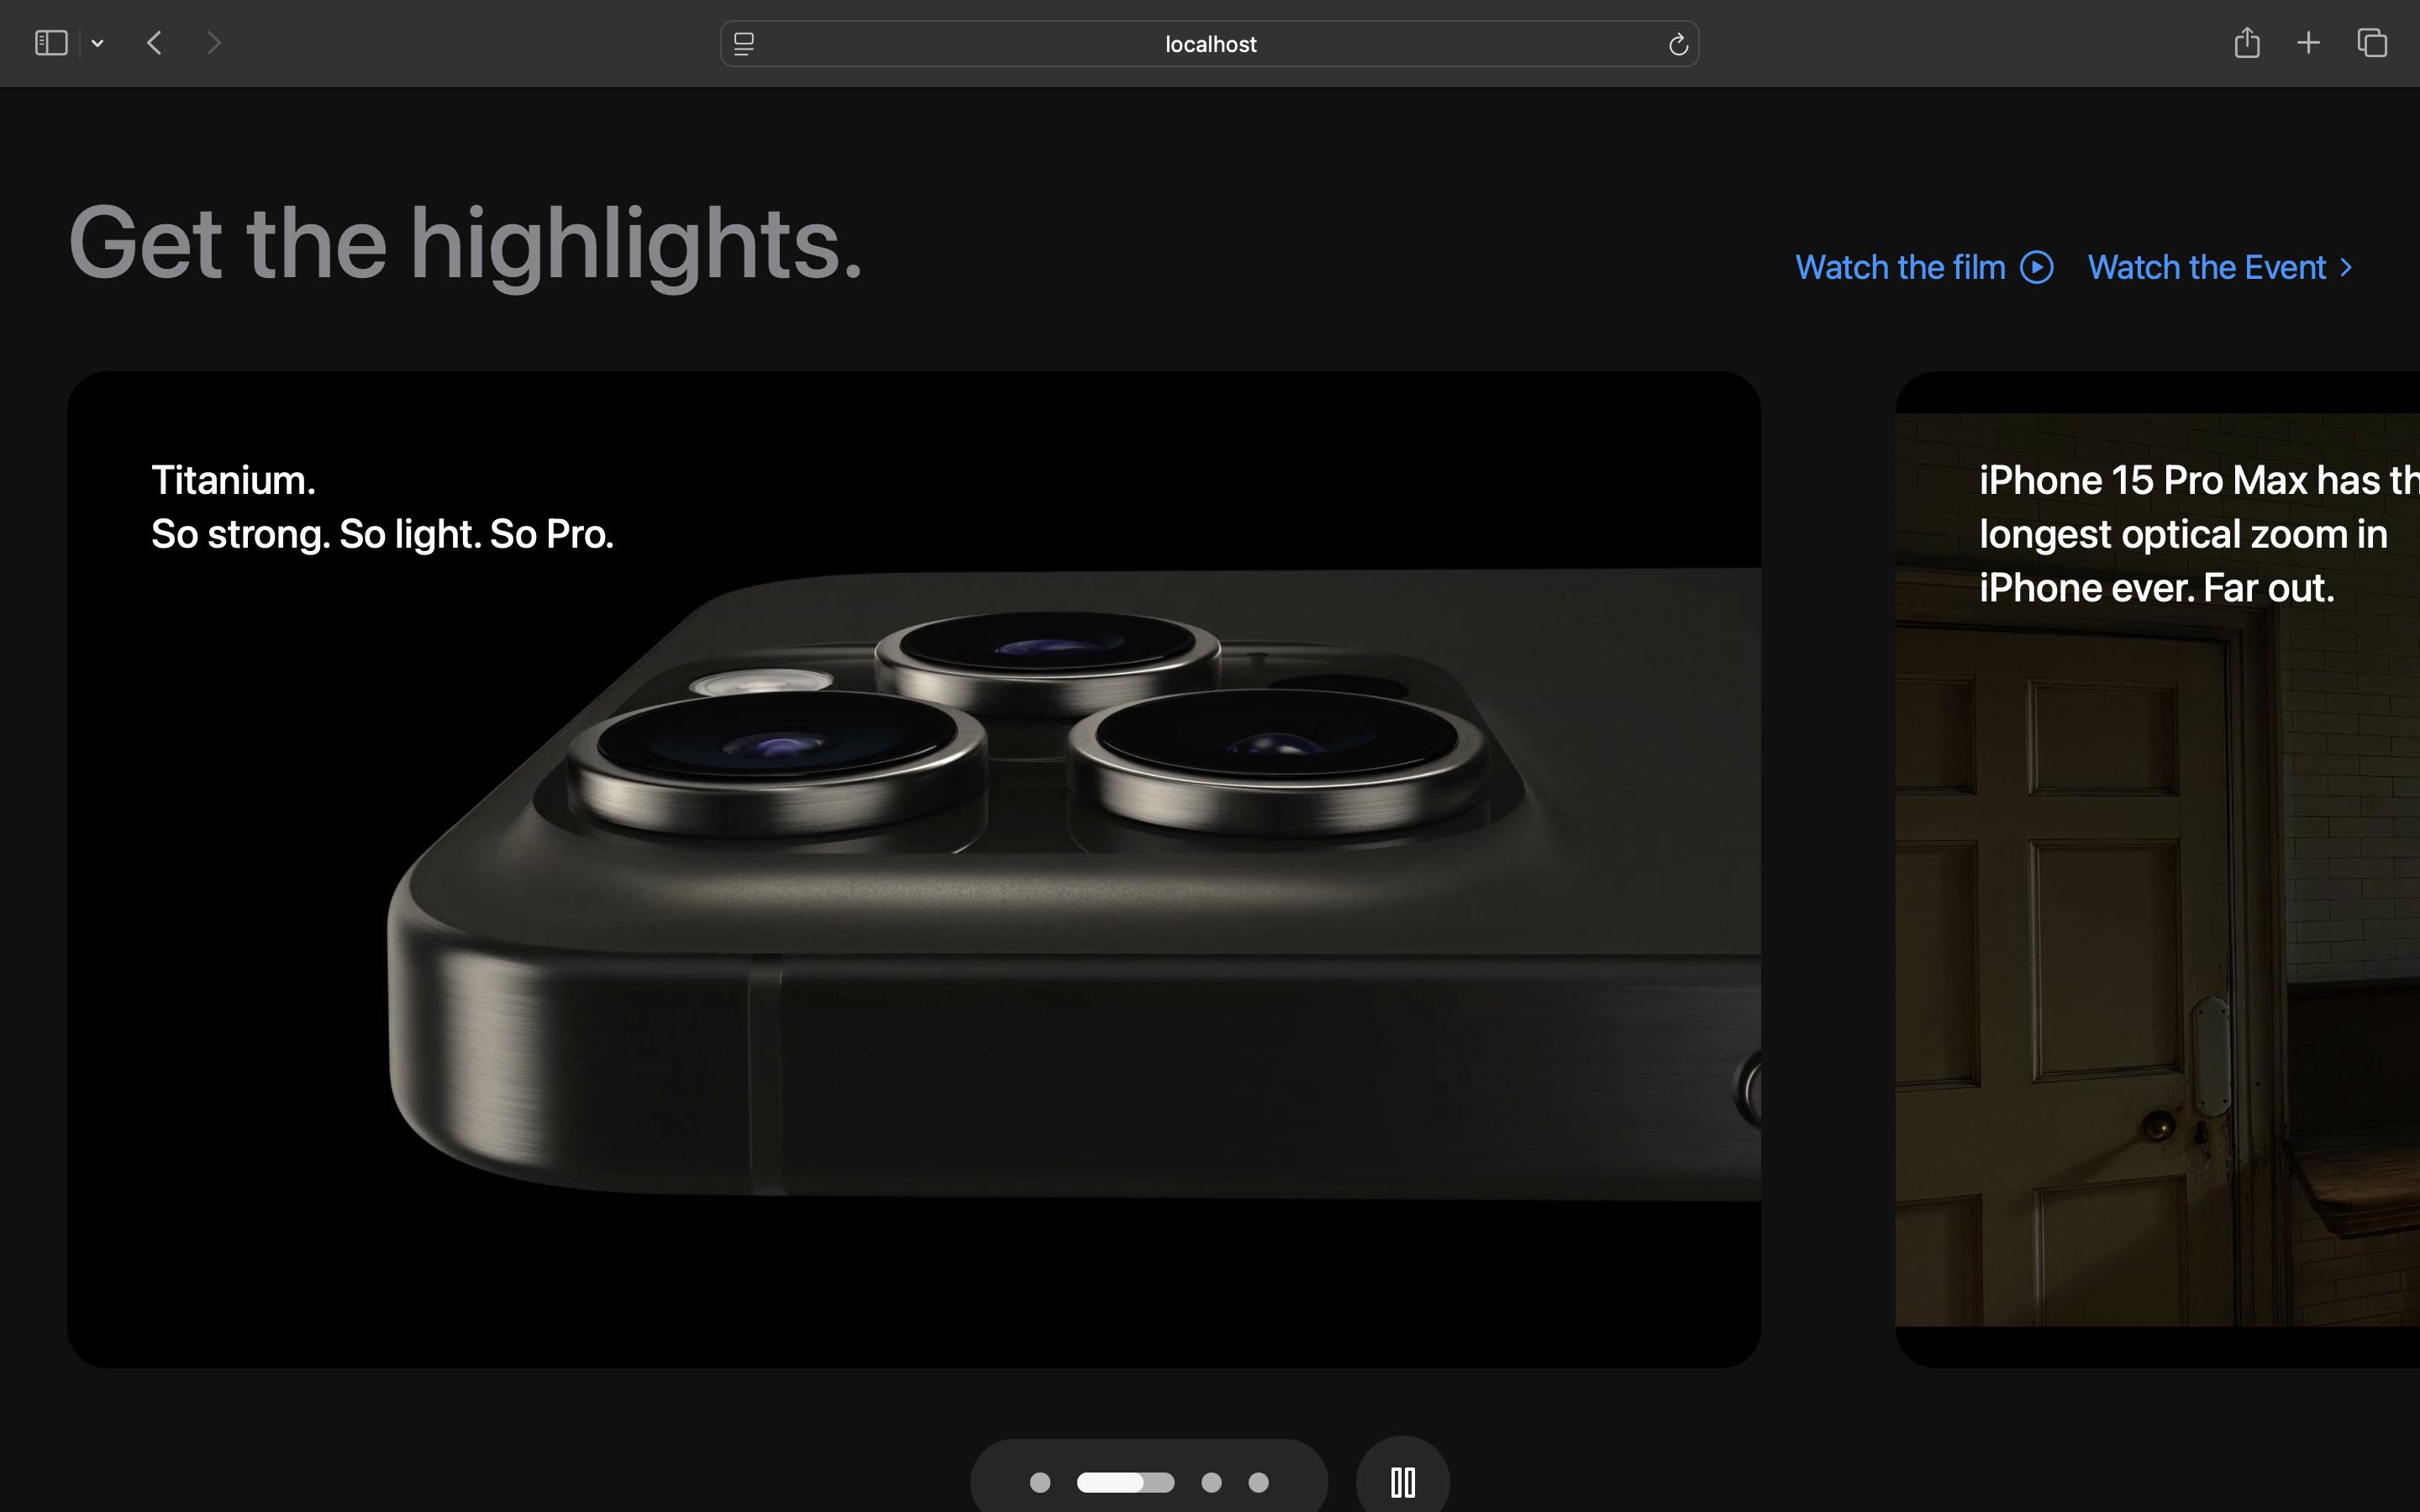 localhost
Get the highlights.
Watch the film
Watch the Event
Titanium.
So strong. So light. So Pro.
iPhone 15 Pro Max has th
longest optical zoom in
iPhone ever. Far out.